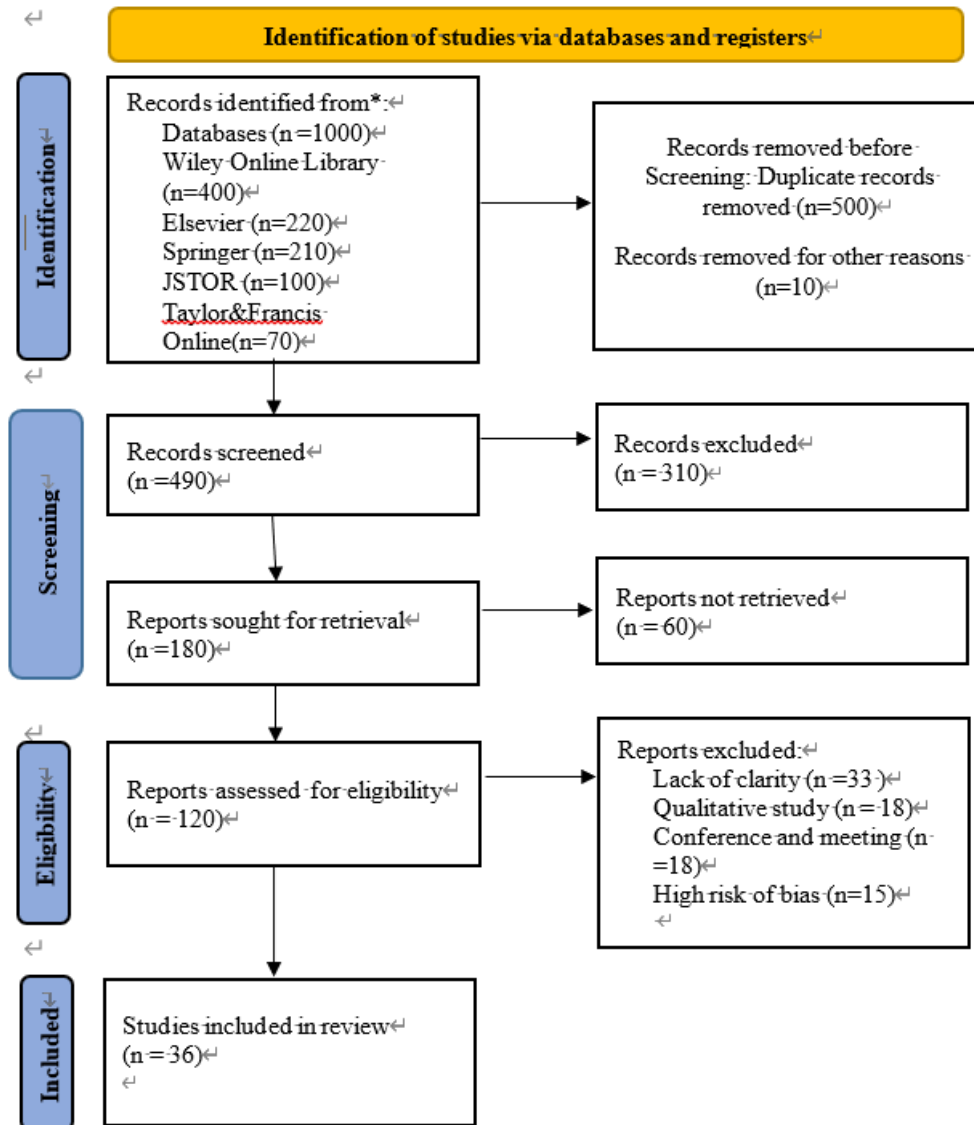 Identification of studies via databases and registers
Identification
Records identified from*:
Databases (n =1000)
Wiley Online Library
(n=400)
Elsevier (n=220)
Springer (n=210)
JSTOR (n=100)
Taylor&Francis
Online(n=70)
Records removed before
Screening: Duplicate records
removed (n=500)
Records removed for other reasons
(n=10)
Screening
Records screened
(n =490)
Records excluded
(n = 310)
Reports sought for retrieval
(n =180)
Reports not retrieved
(n = 60)
Eligibility
Reports assessed for eligibility
(n = 120)
Reports excluded:
Lack of clarity (n =33 )
Qualitative study (n = 18)
Conference and meeting (n
=18)
High risk of bias (n=15)
Included
Studies included in review
(n = 36)